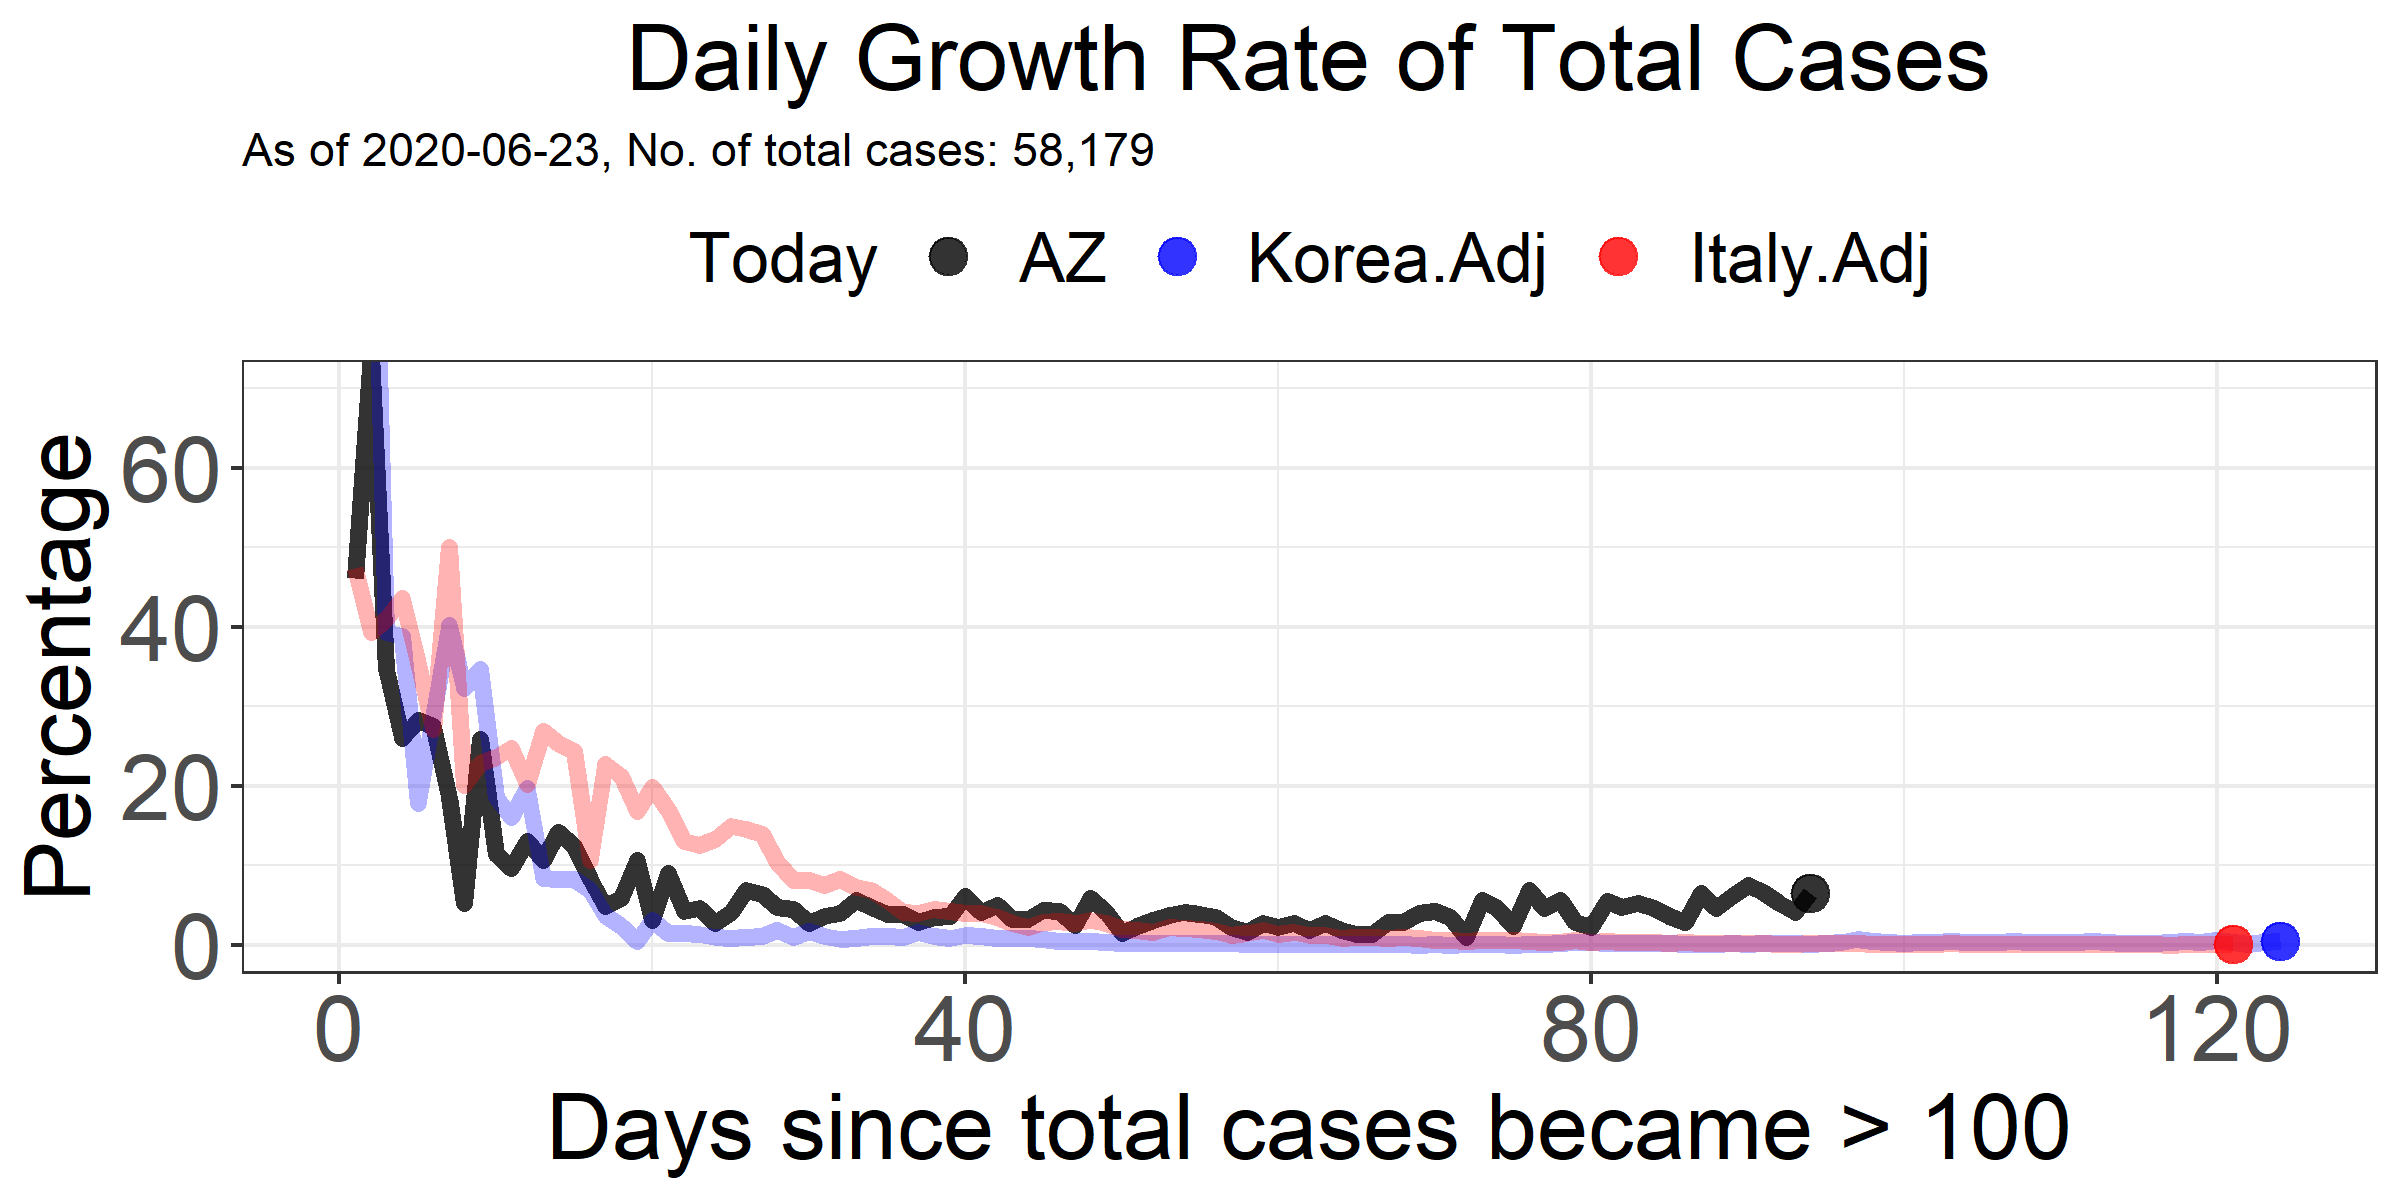 Daily Growth Rate of Total Cases
As of 2020-06-23, No. of total cases: 58,179
Today AZ Korea.Adj Italy.Adj
Percentage
60
40
20
0
0 40 80 120
Days since total cases became > 100